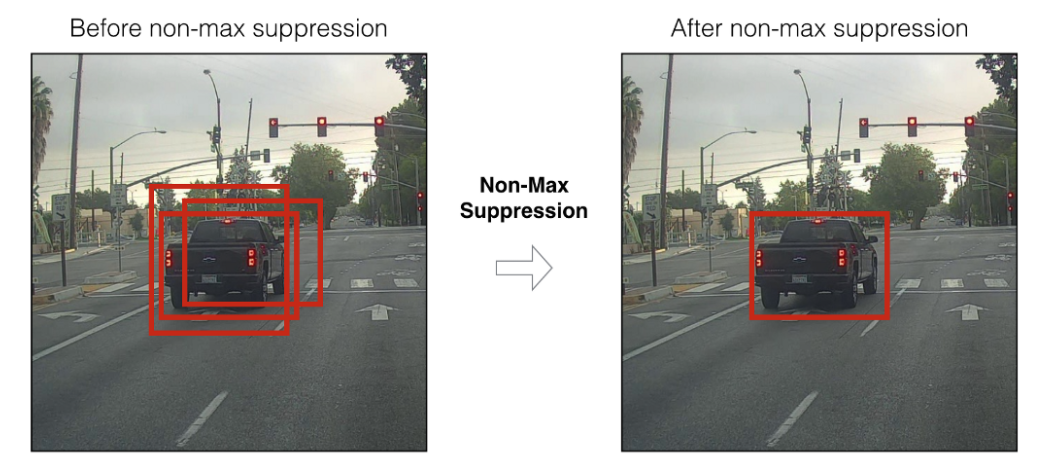 Before non-max suppression
After non-max suppression
Non-Max
Suppression